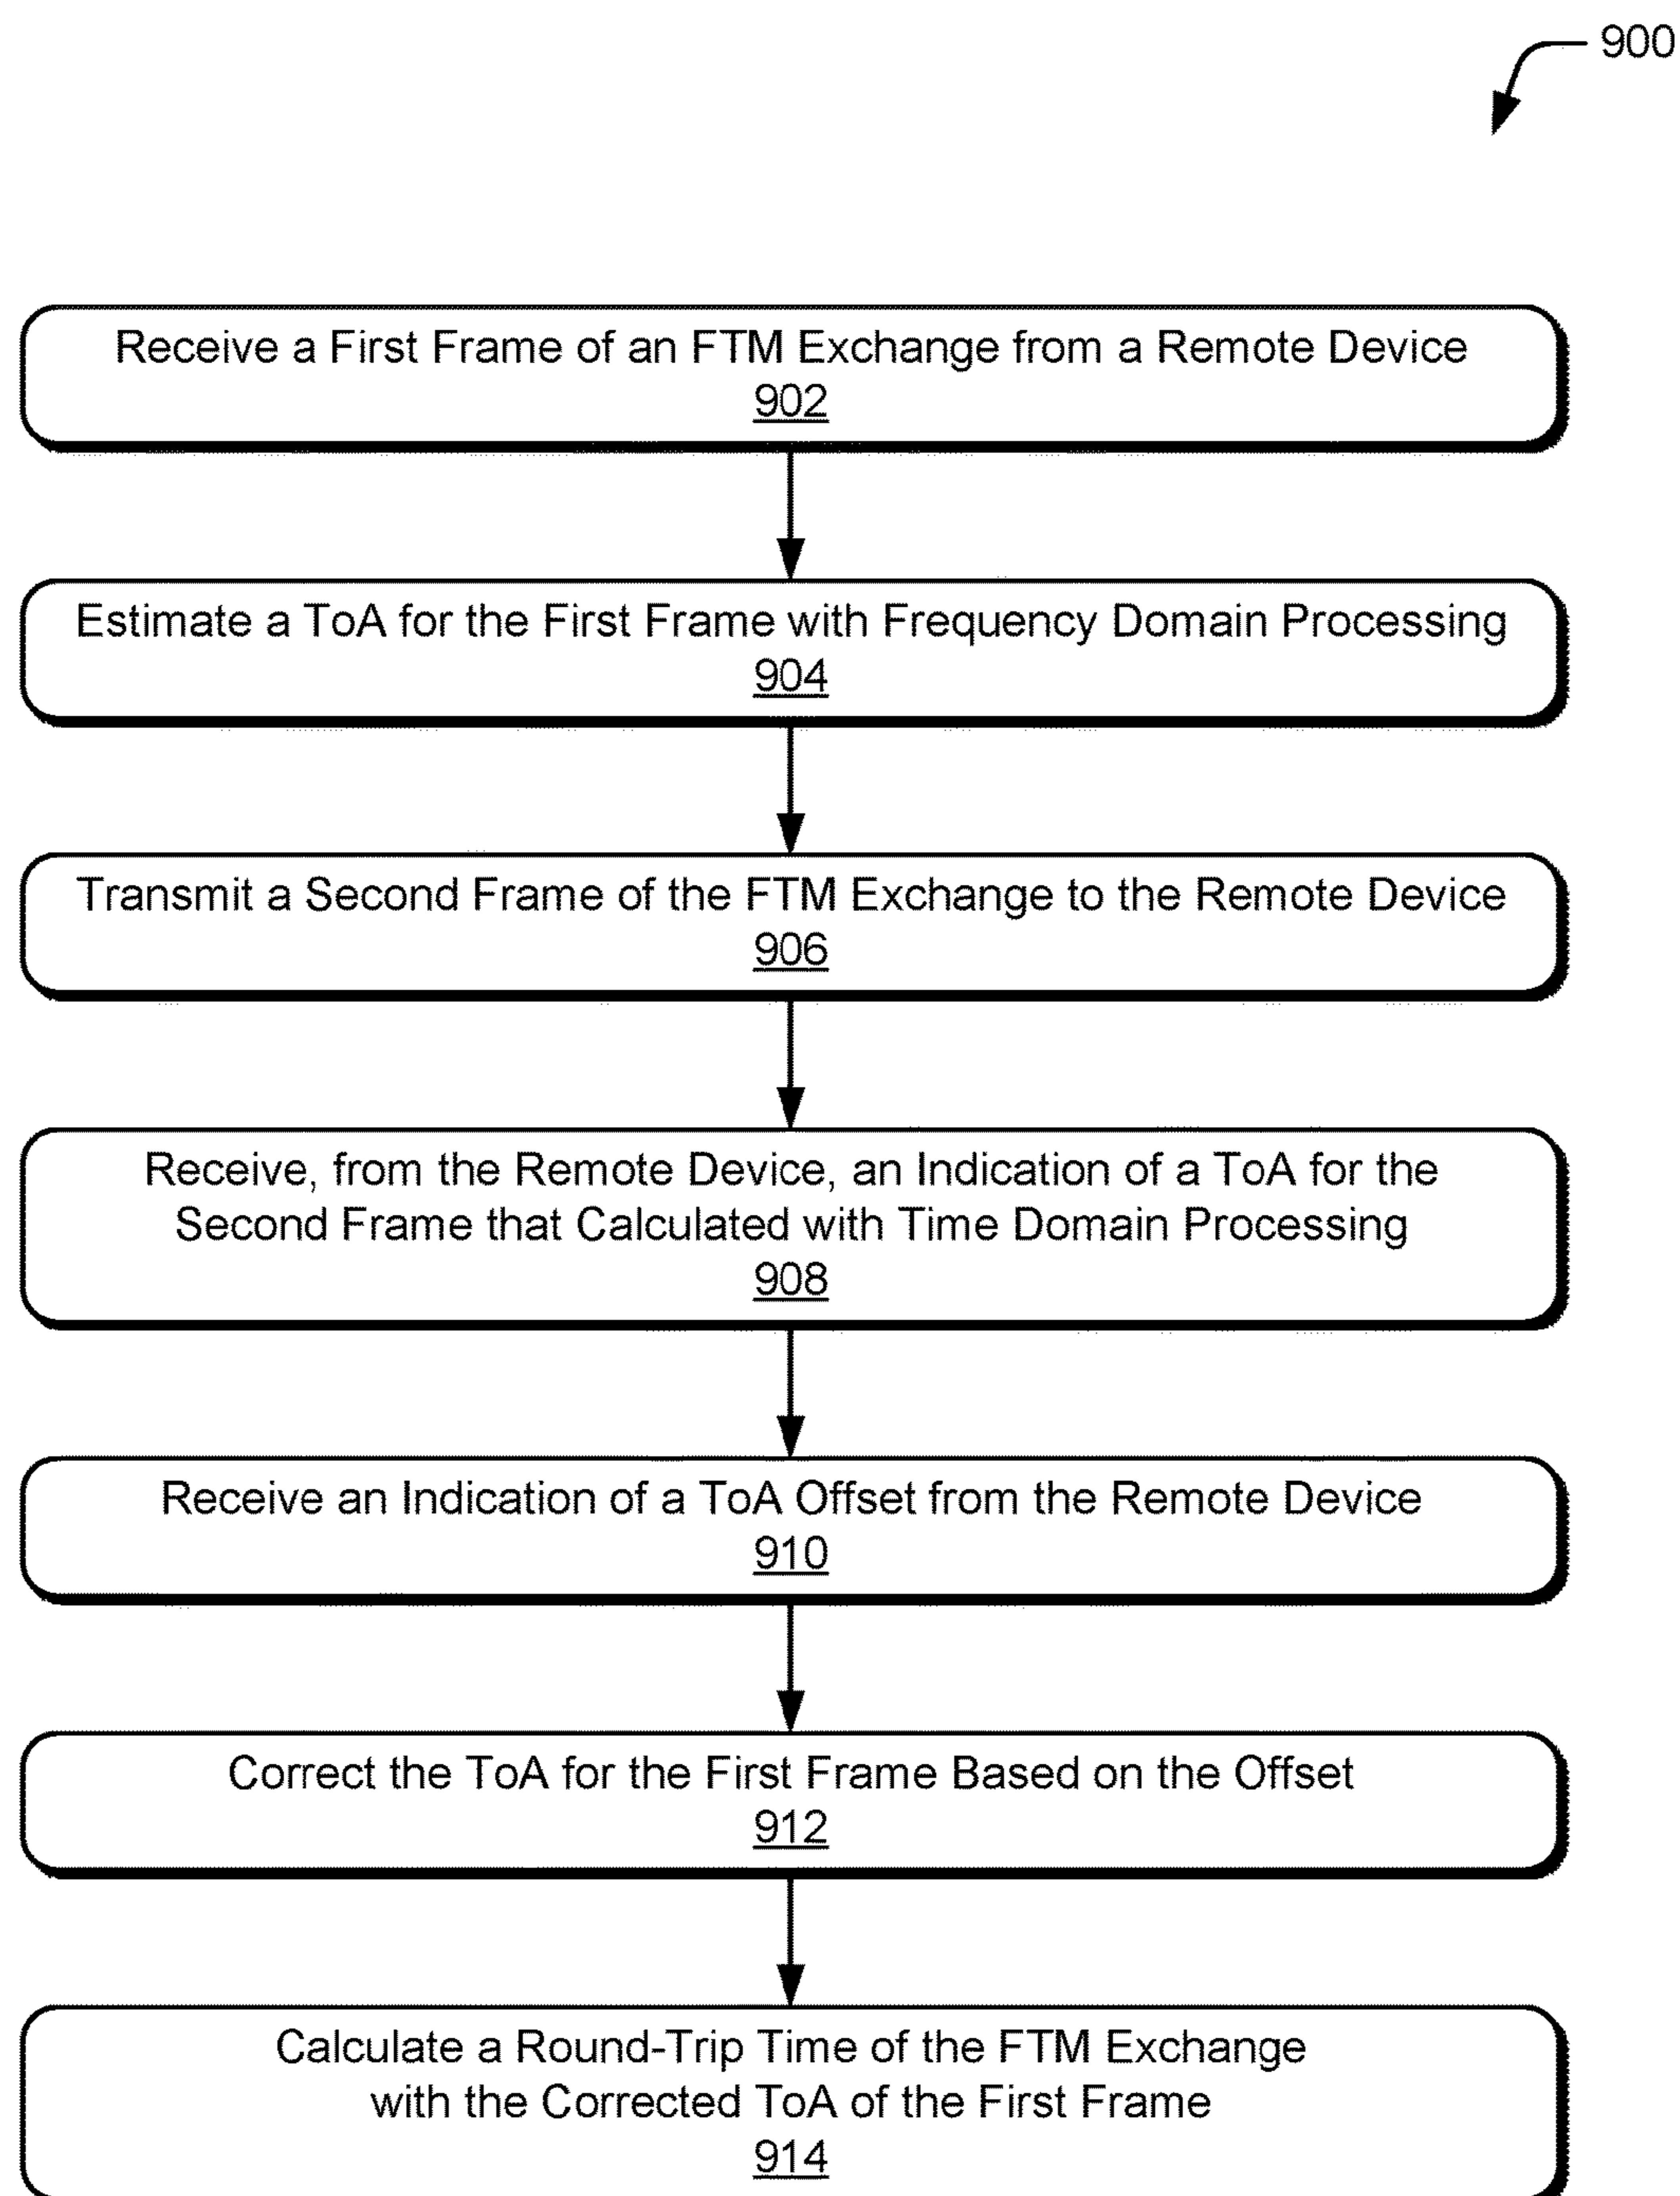 900
Receive a First Frame of an FTM Exchange from a Remote Device
902
Estimate a ToA for the First Frame with Frequency Domain Processing
904
Transmit a Second Frame of the FTM Exchange to the Remote Device
906
Receive, from the Remote Device, an Indication of a ToA for the
Second Frame that Calculated with Time Domain Processing
908
Receive an Indication of a ToA Offset from the Remote Device
910
Correct the ToA for the First Frame Based on the Offset
912
Calculate a Round-Trip Time of the FTM Exchange
with the Corrected ToA of the First Frame
914